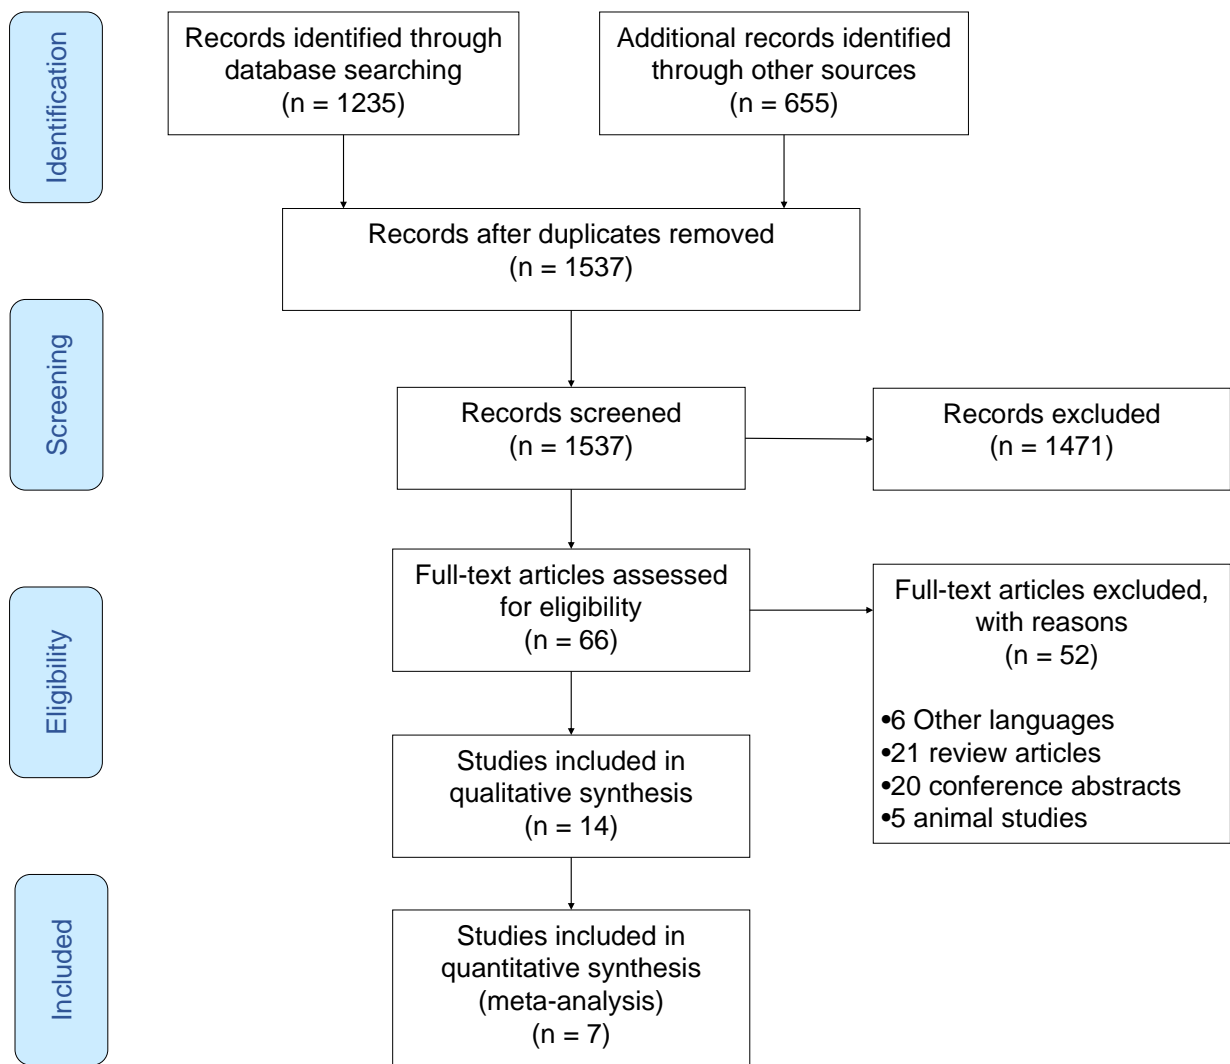 Identification
Records identified through
database searching
(n = 1235)
Additional records identified
through other sources
(n = 655)
Records after duplicates removed
(n = 1537)
Screening
Records screened
(n = 1537)
Records excluded
(n = 1471)
Eligibility
Full-text articles assessed
for eligibility
(n = 66)
Full-text articles excluded,
with reasons
(n = 52)
•6 Other languages
•21 review articles
•20 conference abstracts
•5 animal studies
Studies included in
qualitative synthesis
(n = 14)
Included
Studies included in
quantitative synthesis
(meta-analysis)
(n = 7)